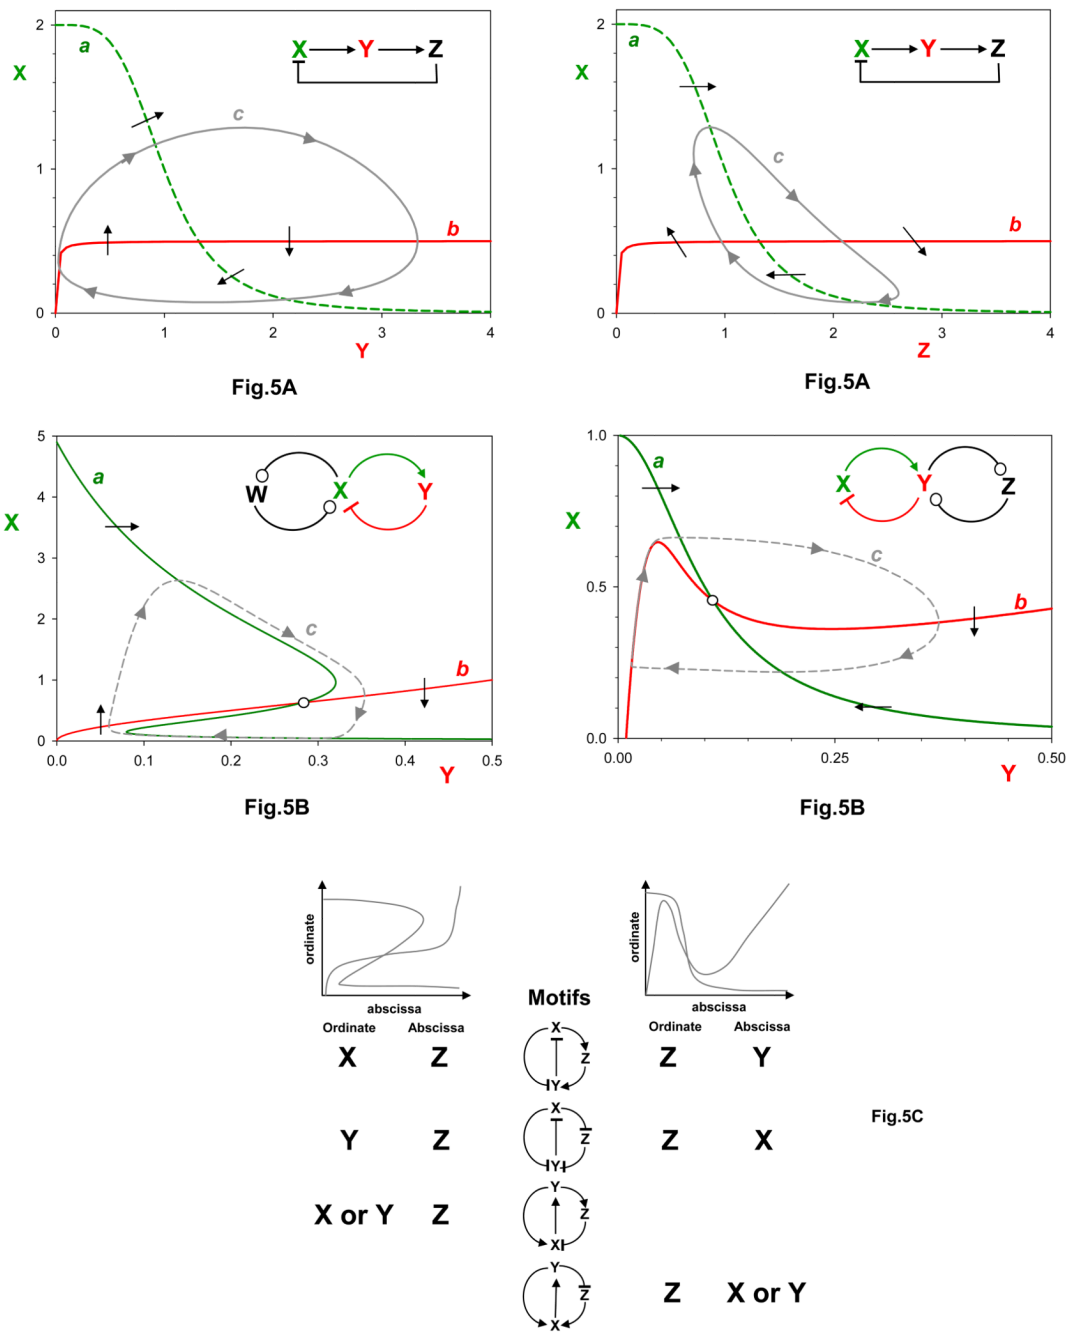 2
a
X
X Y Z
c
1
b
0
0 1 2 3 4
Y
Fig.5A
2
a
X
X Y Z
c
1
b
0
0 1 2 3 4
Z
Fig.5A
5
a
W X Y
4
X
3
2
c
1
b
0
0.0 0.1 0.2 0.3 0.4 0.5
Y
Fig.5B
1.0
a
X Y Z
X
c
0.5
b
0.0
0.00 0.25 0.50
Y
Fig.5B
ordinate
abscissa
ordinate
abscissa
Motifs
Ordinate Abscissa
Ordinate Abscissa
X Z
X
Z
Y
Z Y
Fig.5C
Y Z
X
Z
Y
Z X
X or Y Z
Y
Z
X
Y
Z
X
Z X or Y